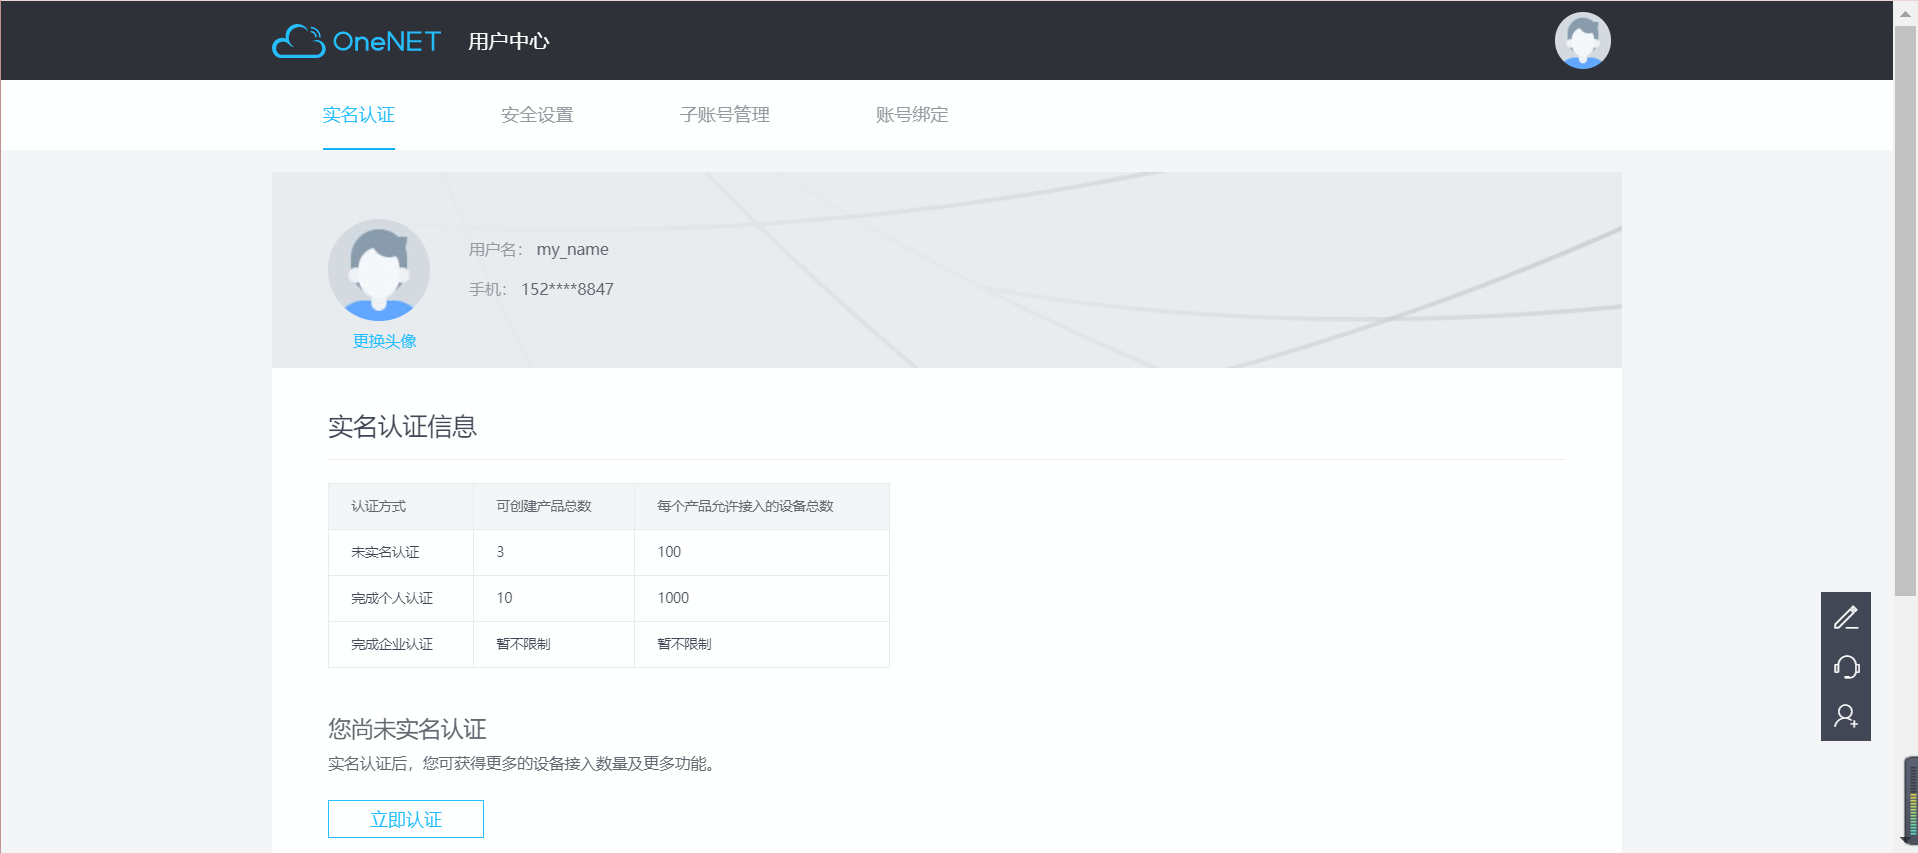 OneNET 用户中心
实名认证 安全设置 子账号管理 账号绑定
用户名： my_name
手机： 152****8847
更换头像
实名认证信息
认证方式 可创建产品总数 每个产品允许接入的设备总数
未实名认证 3 100
完成个人认证 10 1000
完成企业认证 暂不限制 暂不限制
您尚未实名认证
实名认证后，您可获得更多的设备接入数量及更多功能。
立即认证